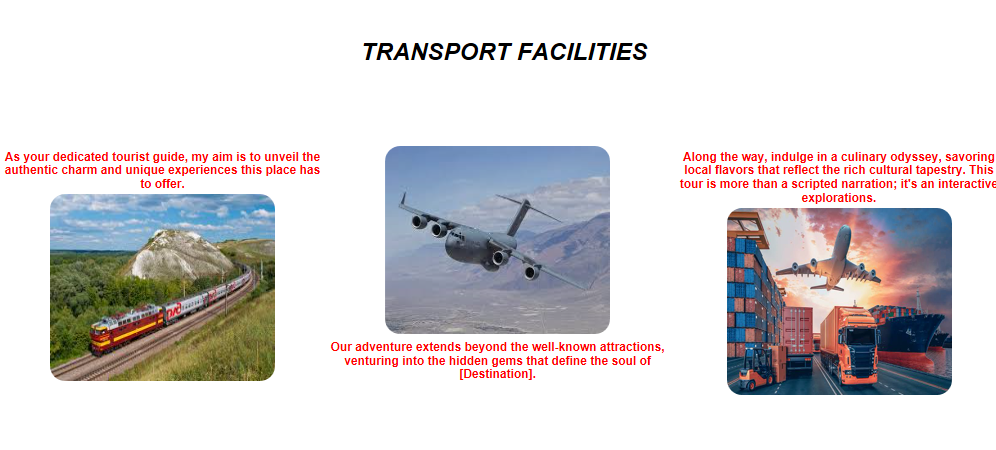 TRANSPORT FACILITIES
As your dedicated tourist guide, my aim is to unveil the
authentic charm and unique experiences this place has
to offer.
Our adventure extends beyond the well-known attractions,
venturing into the hidden gems that define the soul of
[Destination].
Along the way, indulge in a culinary odyssey, savoring
local flavors that reflect the rich cultural tapestry. This
tour is more than a scripted narration; it's an interactive
explorations.